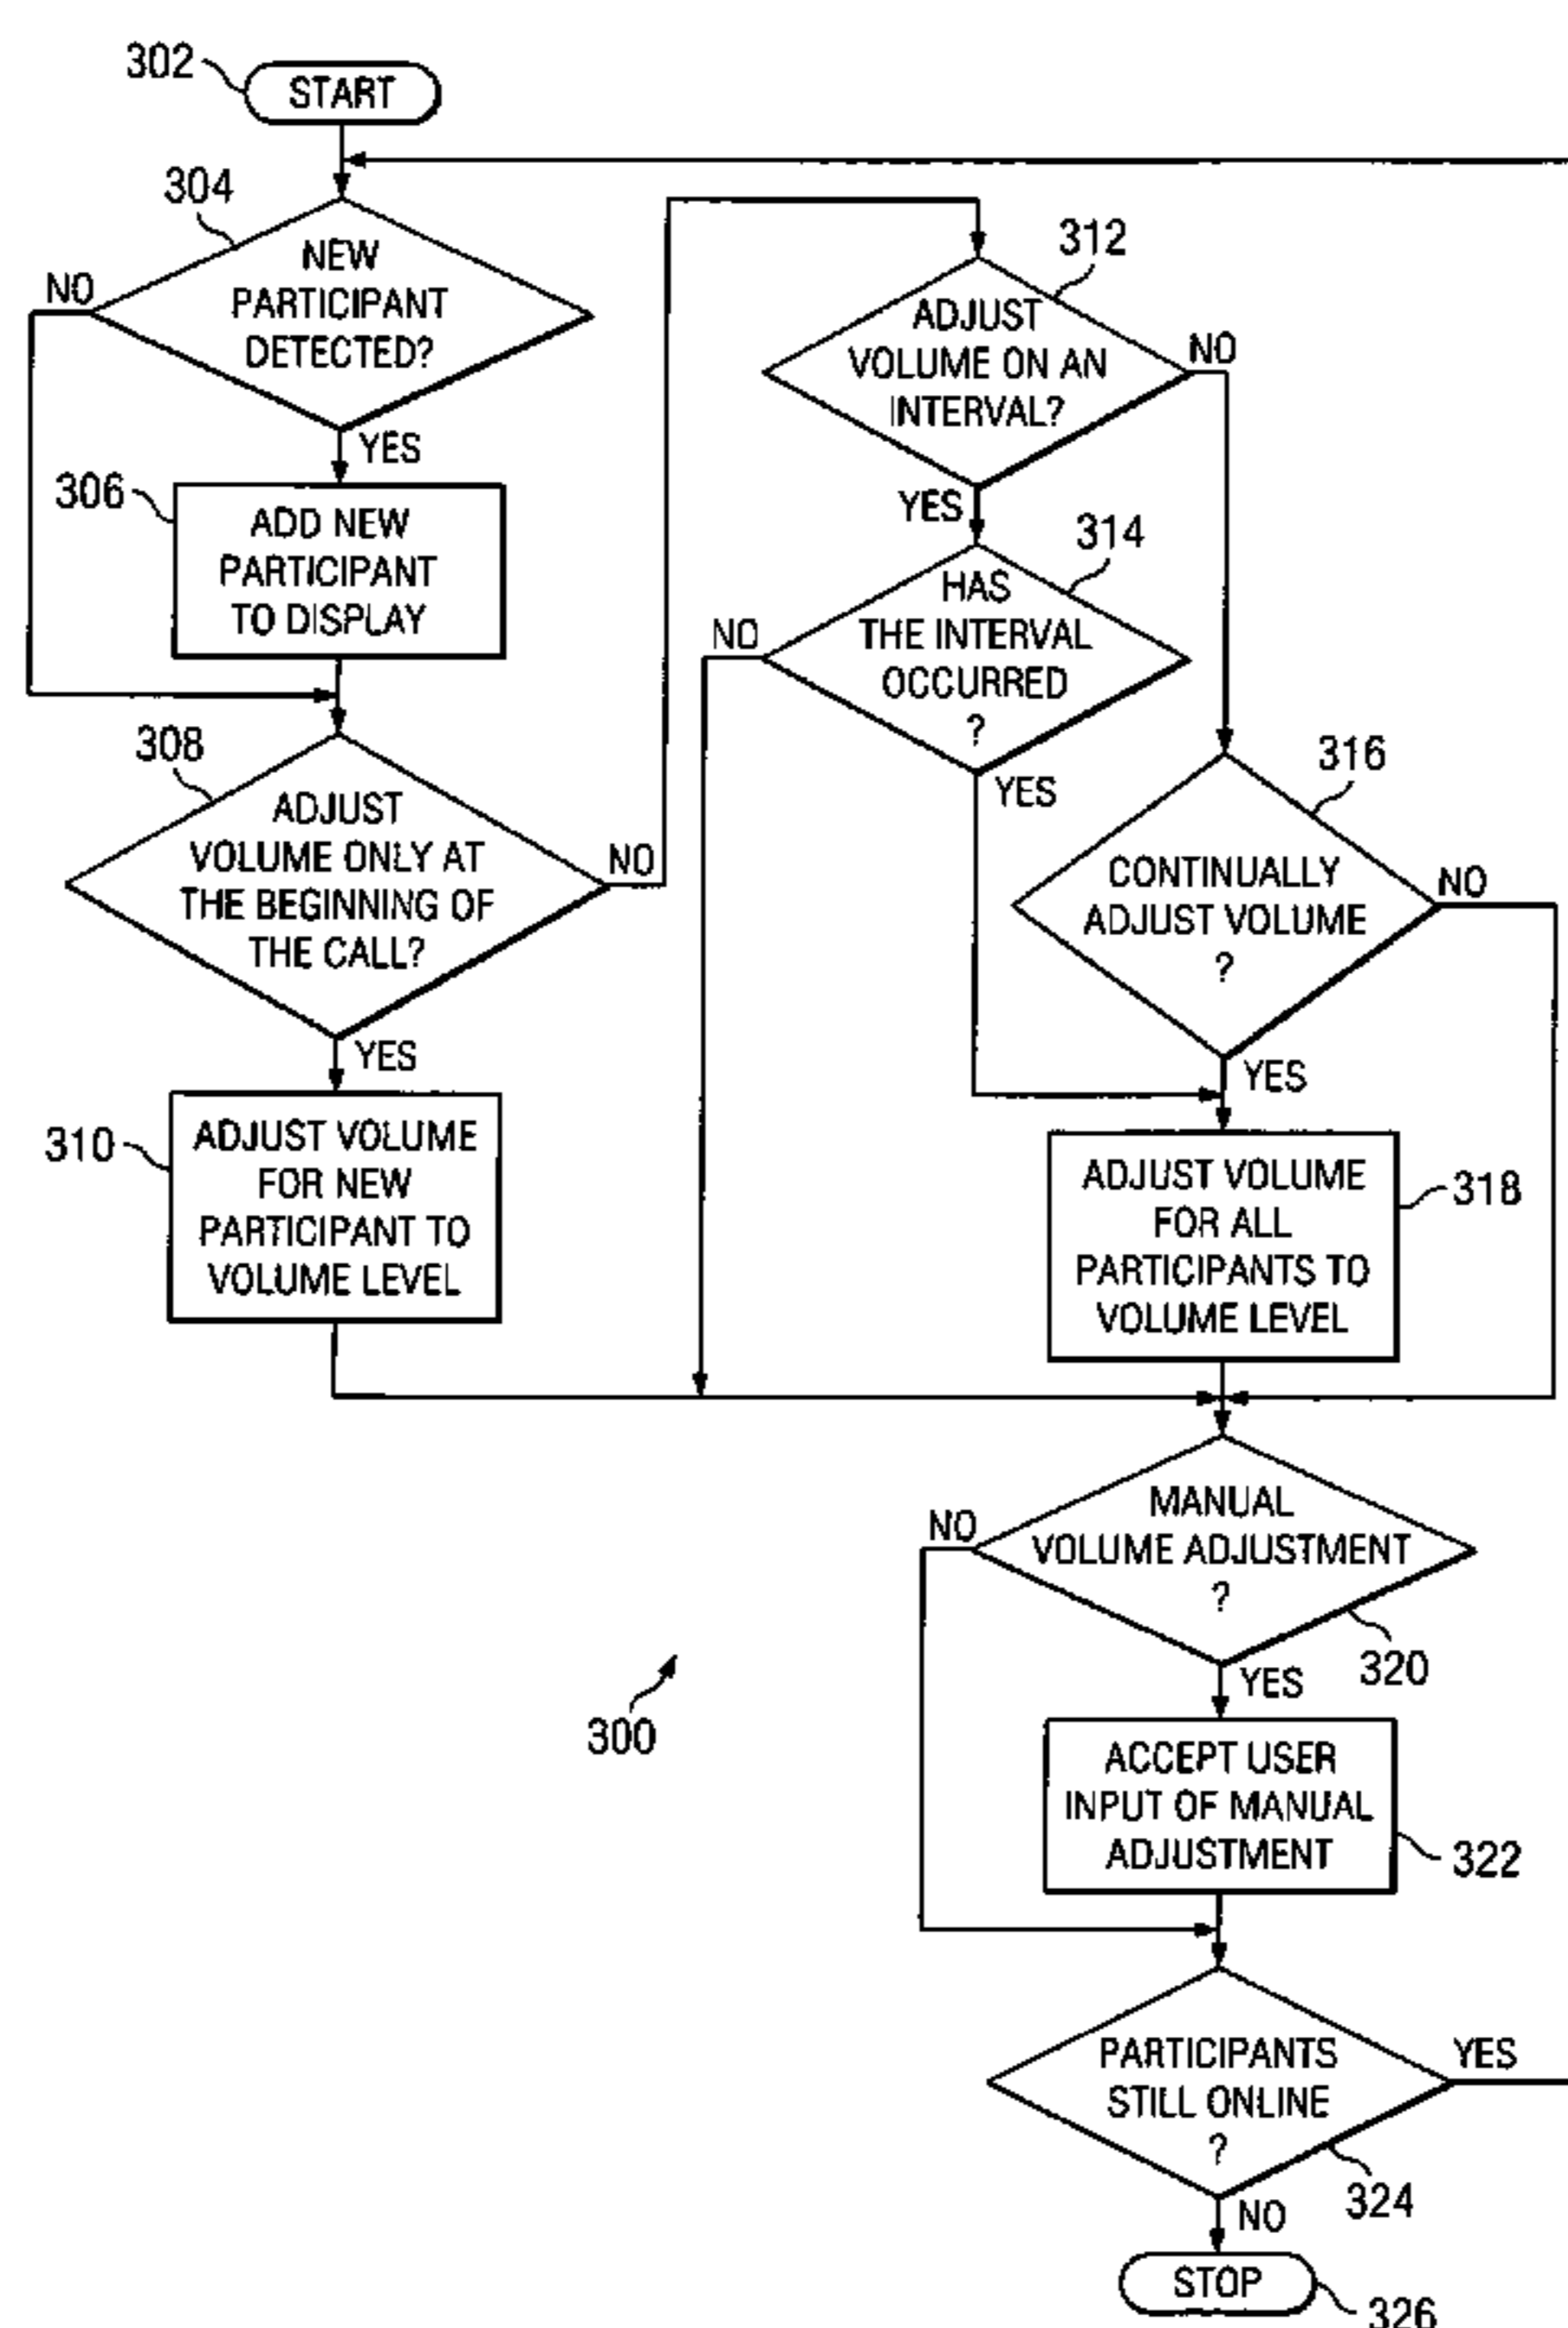 302
START
304
NEW
PARTICIPANT
DETECTED?
NO
YES
306
ADD NEW
PARTICIPANT
TO DISPLAY
308
ADJUST
VOLUME ONLY AT
THE BEGINNING OF
THE CALL?
NO
YES
310
ADJUST VOLUME
FOR NEW
PARTICIPANT TO
VOLUME LEVEL
312
ADJUST
VOLUME ON AN
INTERVAL?
NO
YES
314
HAS
THE INTERVAL
OCCURRED
?
NO
YES
316
CONTINUALLY
ADJUST VOLUME
?
NO
YES
ADJUST VOLUME
FOR ALL
PARTICIPANTS TO
VOLUME LEVEL
318
MANUAL
VOLUME ADJUSTMENT
?
NO
320
YES
300
ACCEPT USER
INPUT OF MANUAL
ADJUSTMENT
322
PARTICIPANTS
STILL ONLINE
?
YES
324
NO
STOP
326